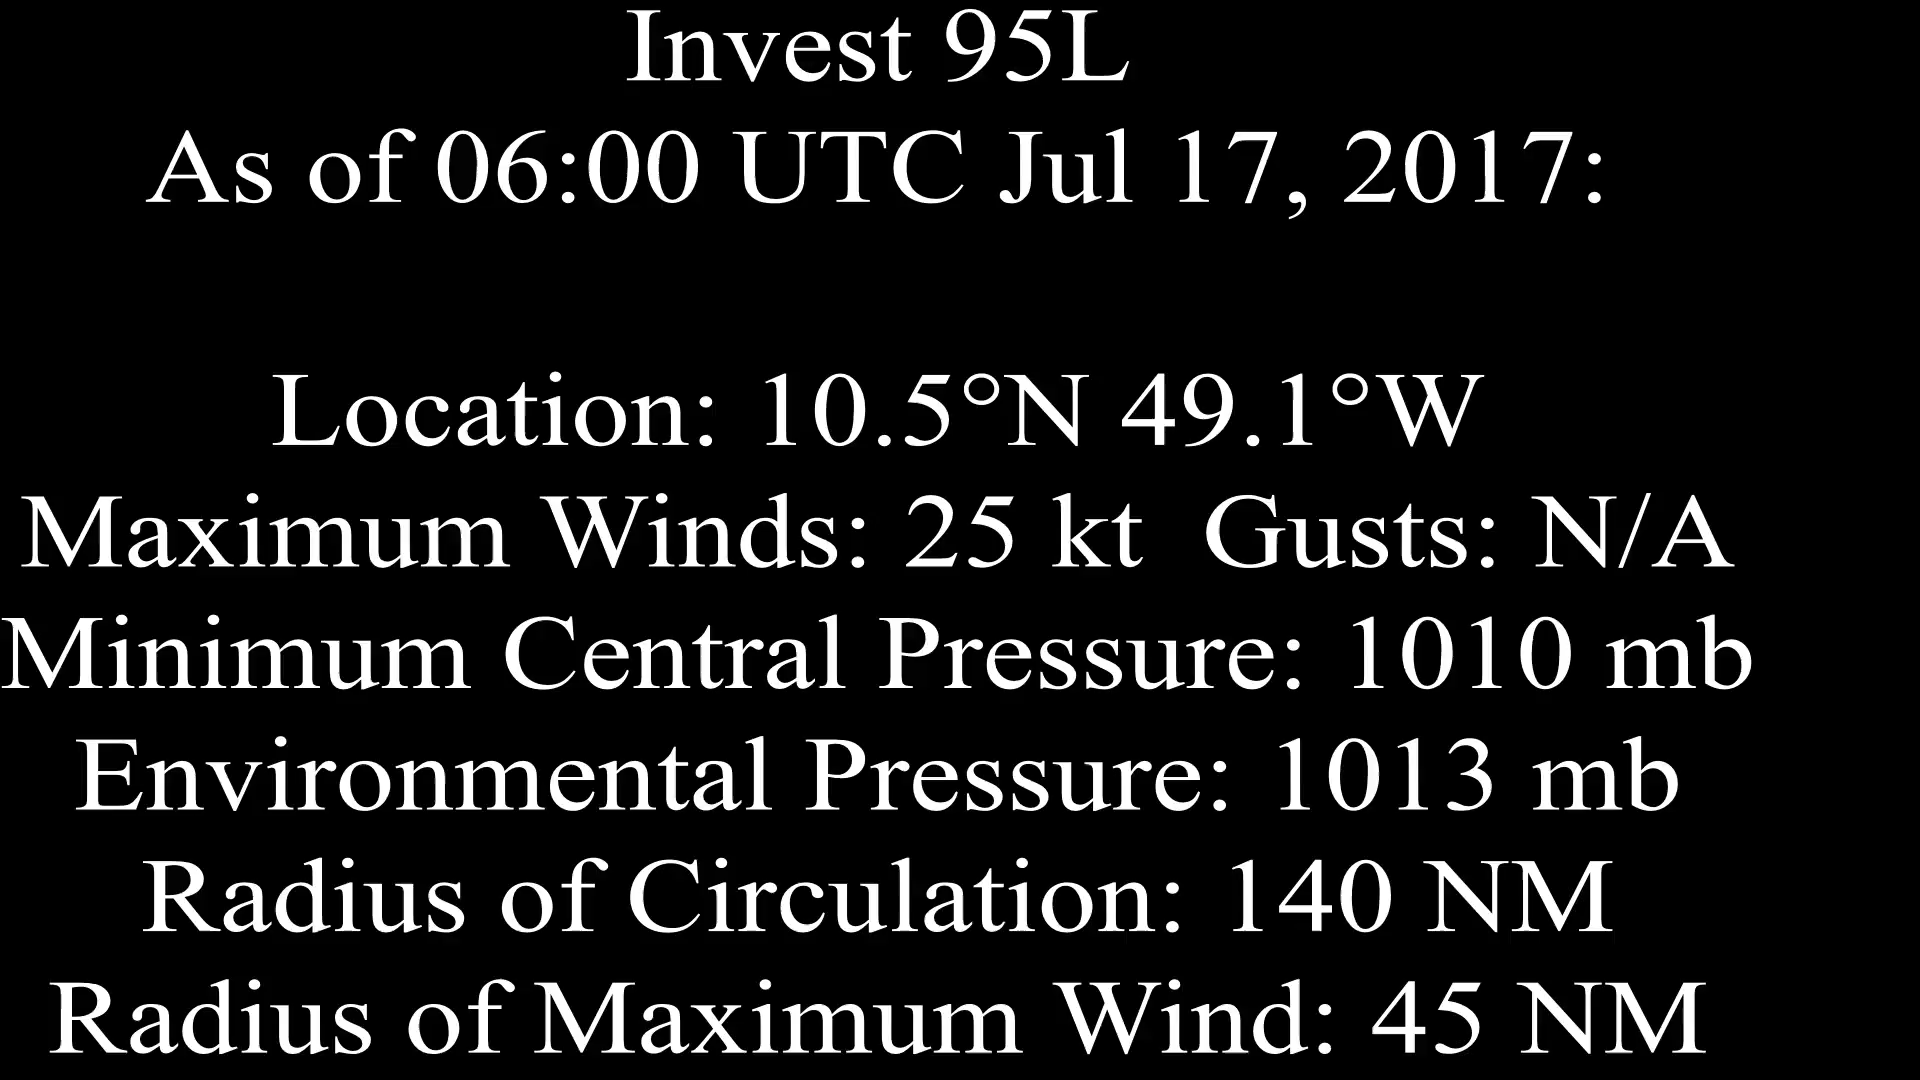 Invest 95L
As of 06:00 UTC Jul 17, 2017:
Location: 10.5°N 49.1°W
Maximum Winds: 25 kt  Gusts: N/A
Minimum Central Pressure: 1010 mb
Environmental Pressure: 1013 mb
Radius of Circulation: 140 NM
Radius of Maximum Wind: 45 NM